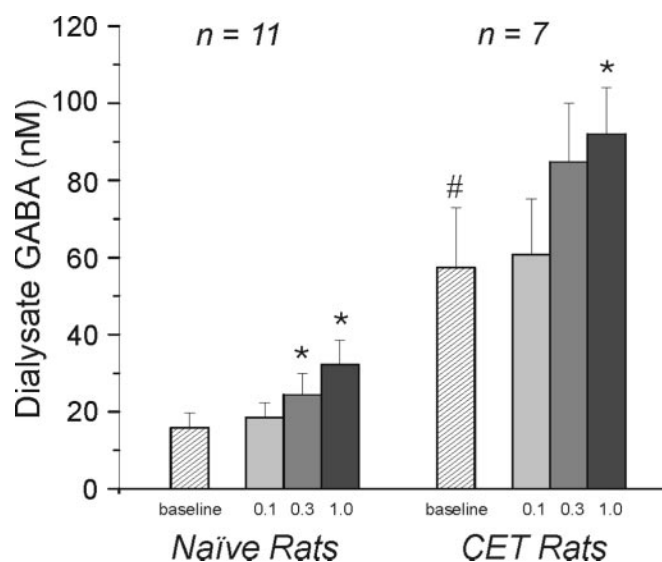 120
100
80
60
40
20
0
Dialysate GABA (nM)
n = 11
n = 7
*
*
#
*
baseline 0.1 0.3 1.0
baseline 0.1 0.3 1.0
Naïve Rats
CET Rats